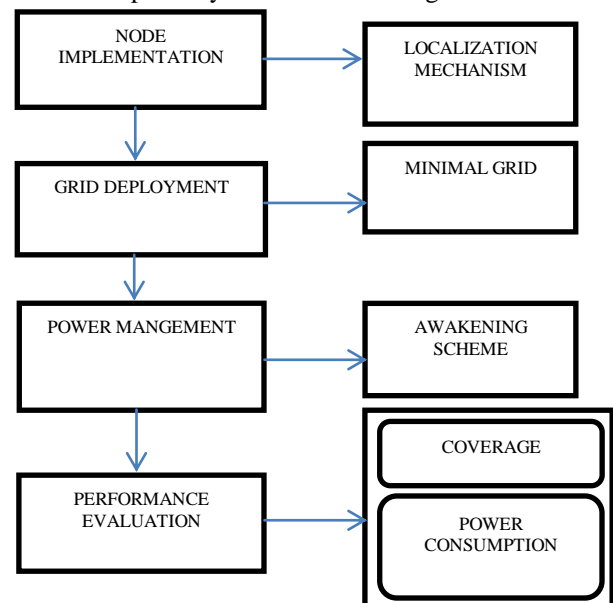 NODE
IMPLEMENTATION
LOCALIZATION
MECHANISM
GRID DEPLOYMENT
MINIMAL GRID
POWER MANGEMENT
AWAKENING
SCHEME
PERFORMANCE
EVALUATION
COVERAGE
POWER
CONSUMPTION